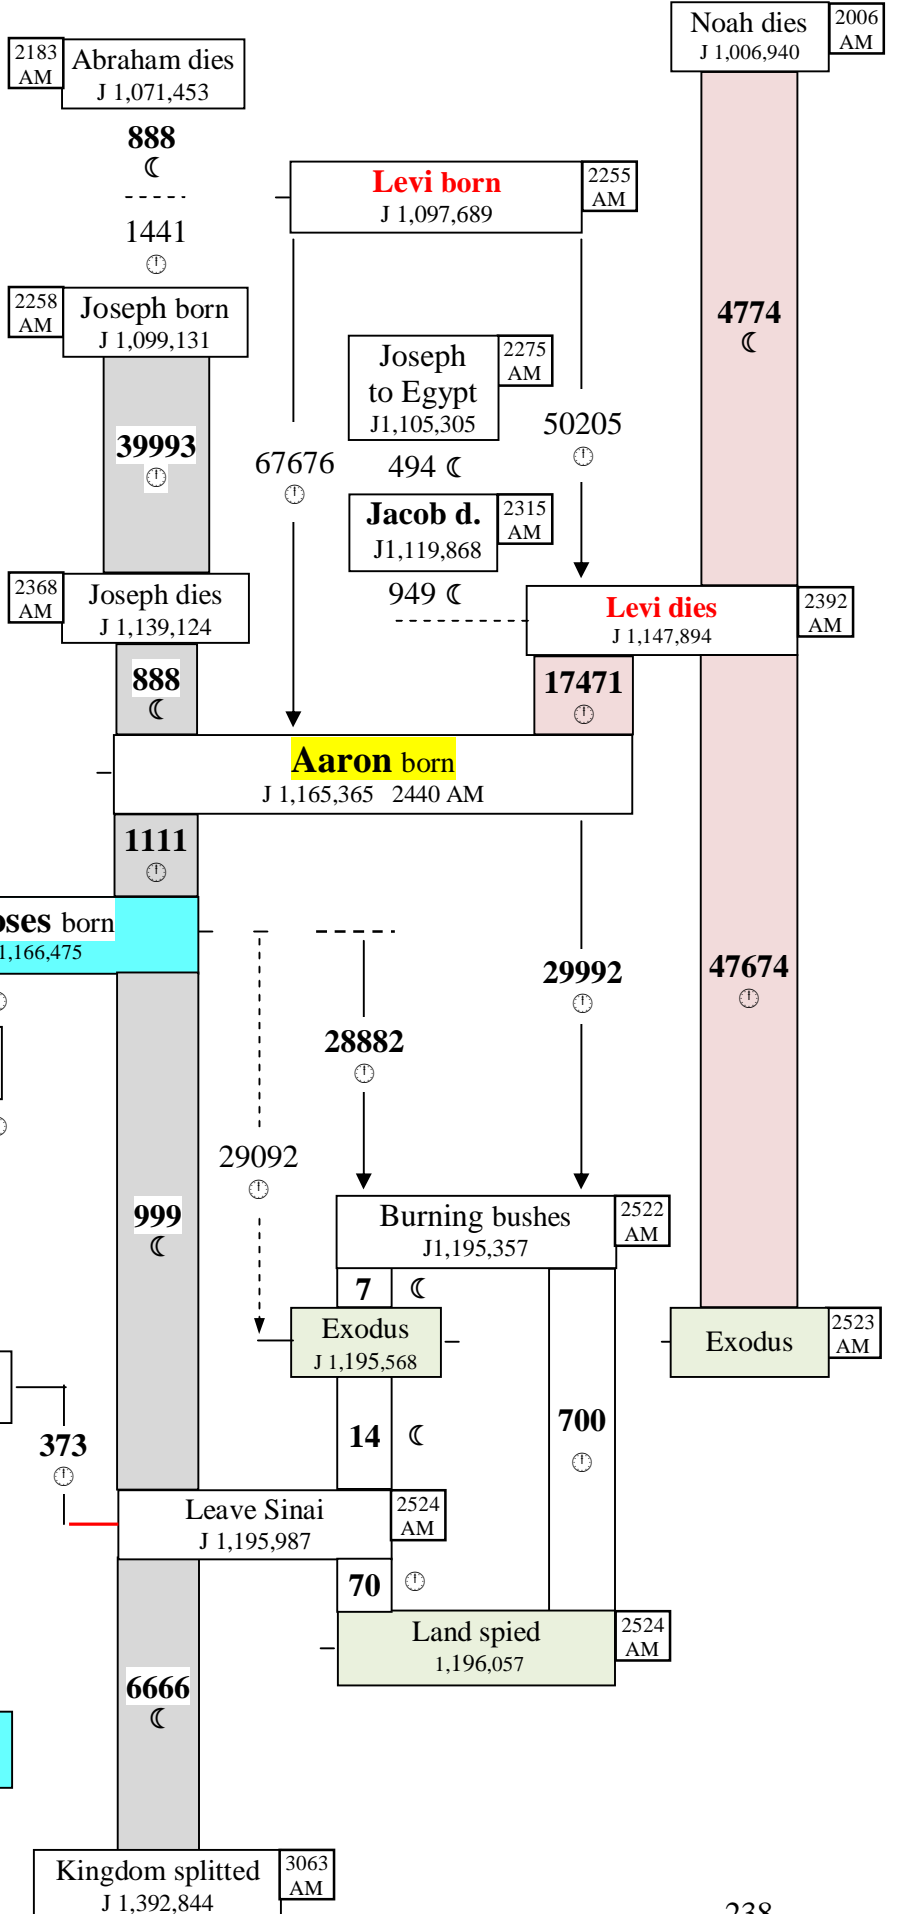 Noah dies
J 1,006,940
2006
AM
2183
AM
Abraham dies
J 1,071,453
888
☾
1441
Levi born
J 1,097,689
2255
AM
2258
AM
Joseph born
J 1,099,131
4774
☾
Joseph
to Egypt
J1,105,305
2275
AM
39993
67676
50205
494 ☾
Jacob d.
J1,119,868
2315
AM
949 ☾
2368
AM
Joseph dies
J 1,139,124
Levi dies
J 1,147,894
2392
AM
888
☾
17471
Aaron born
J 1,165,365 2440 AM
1111
oses born
1,166,475
29992
47674
28882
29092
999
☾
Burning bushes
J1,195,357
2522
AM
7 ☾
Exodus
J 1,195,568
Exodus
2523
AM
14 ☾
700
373
Leave Sinai
J 1,195,987
2524
AM
70
Land spied
1,196,057
2524
AM
6666
☾
Kingdom splitted
J 1,392,844
3063
AM
238